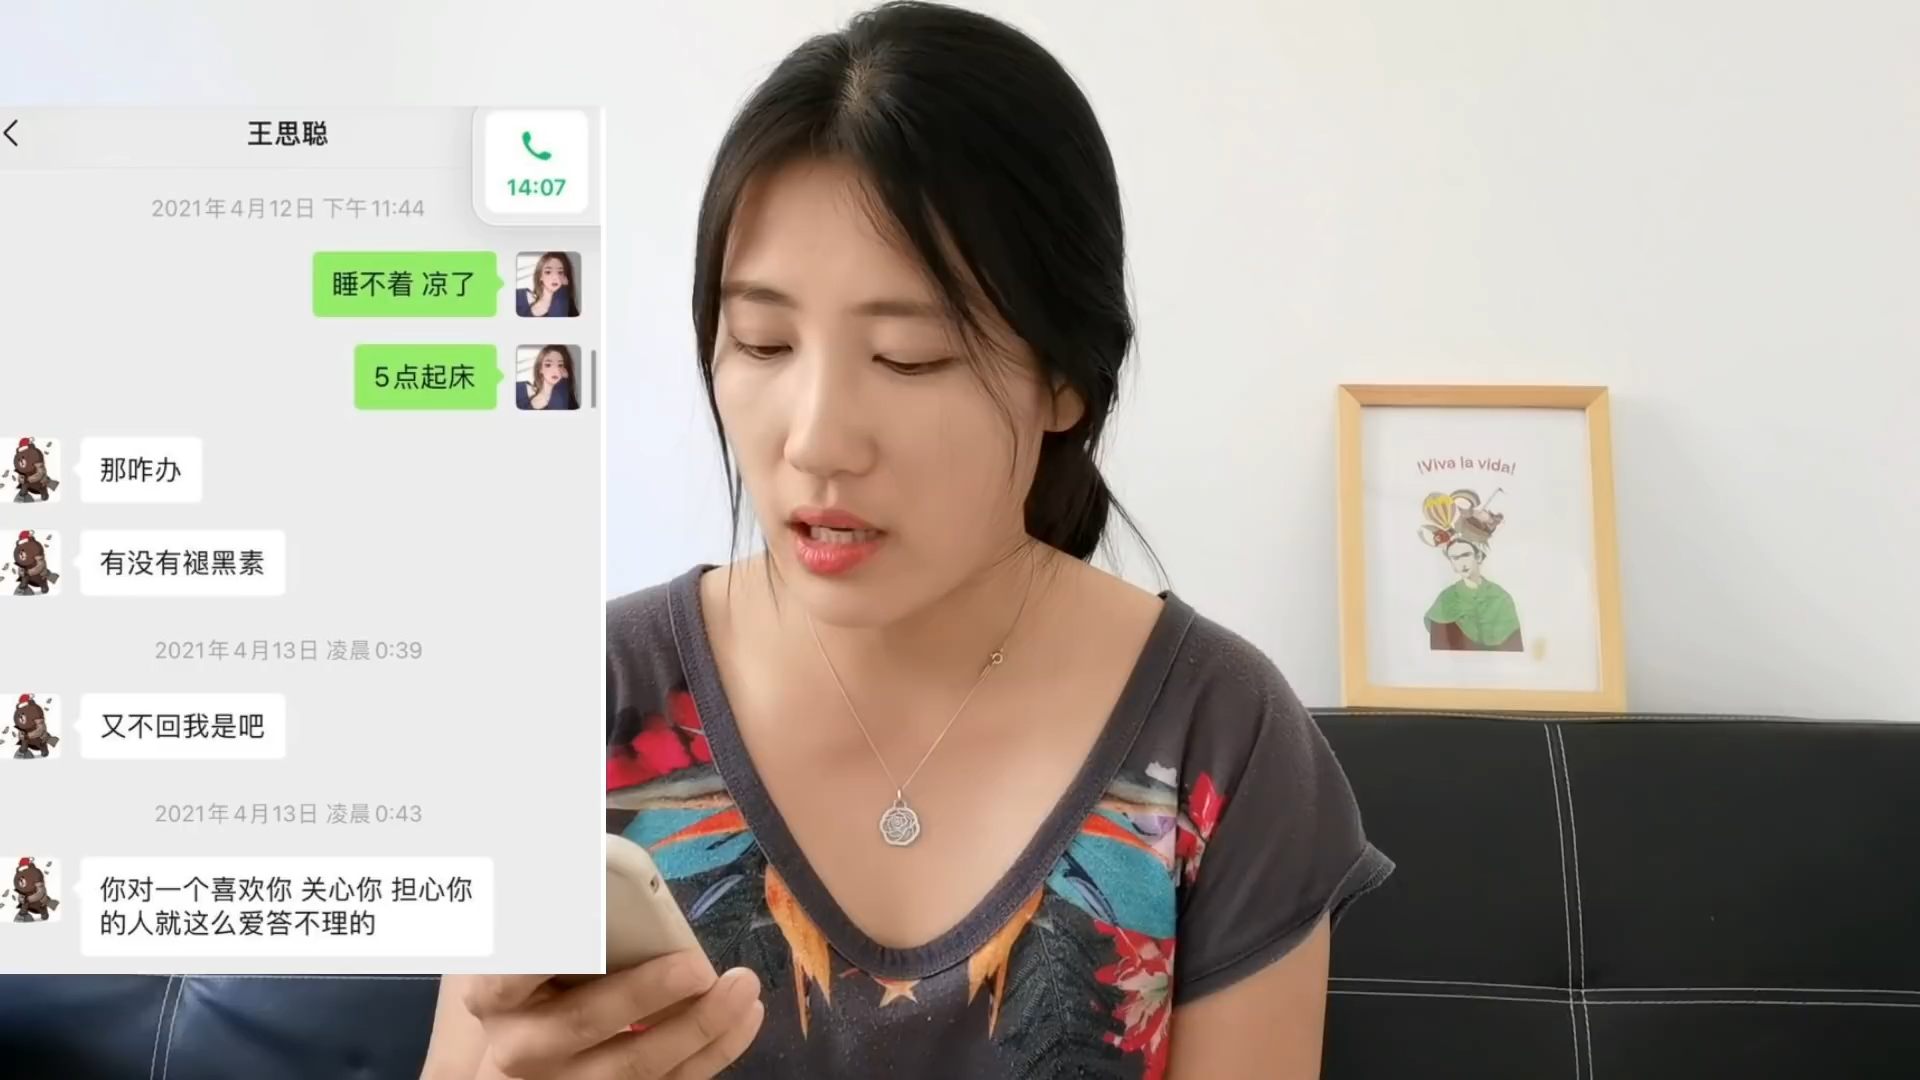 王思聪
14:07
2021年4月12日 下午11:44
睡不着 凉了
5点起床
那咋办
有没有褪黑素
2021年4月13日 凌晨0:39
又不回我是吧
2021年4月13日 凌晨0:43
你对一个喜欢你 关心你 担心你
的人就这么爱答不理的
!Viva la vida!